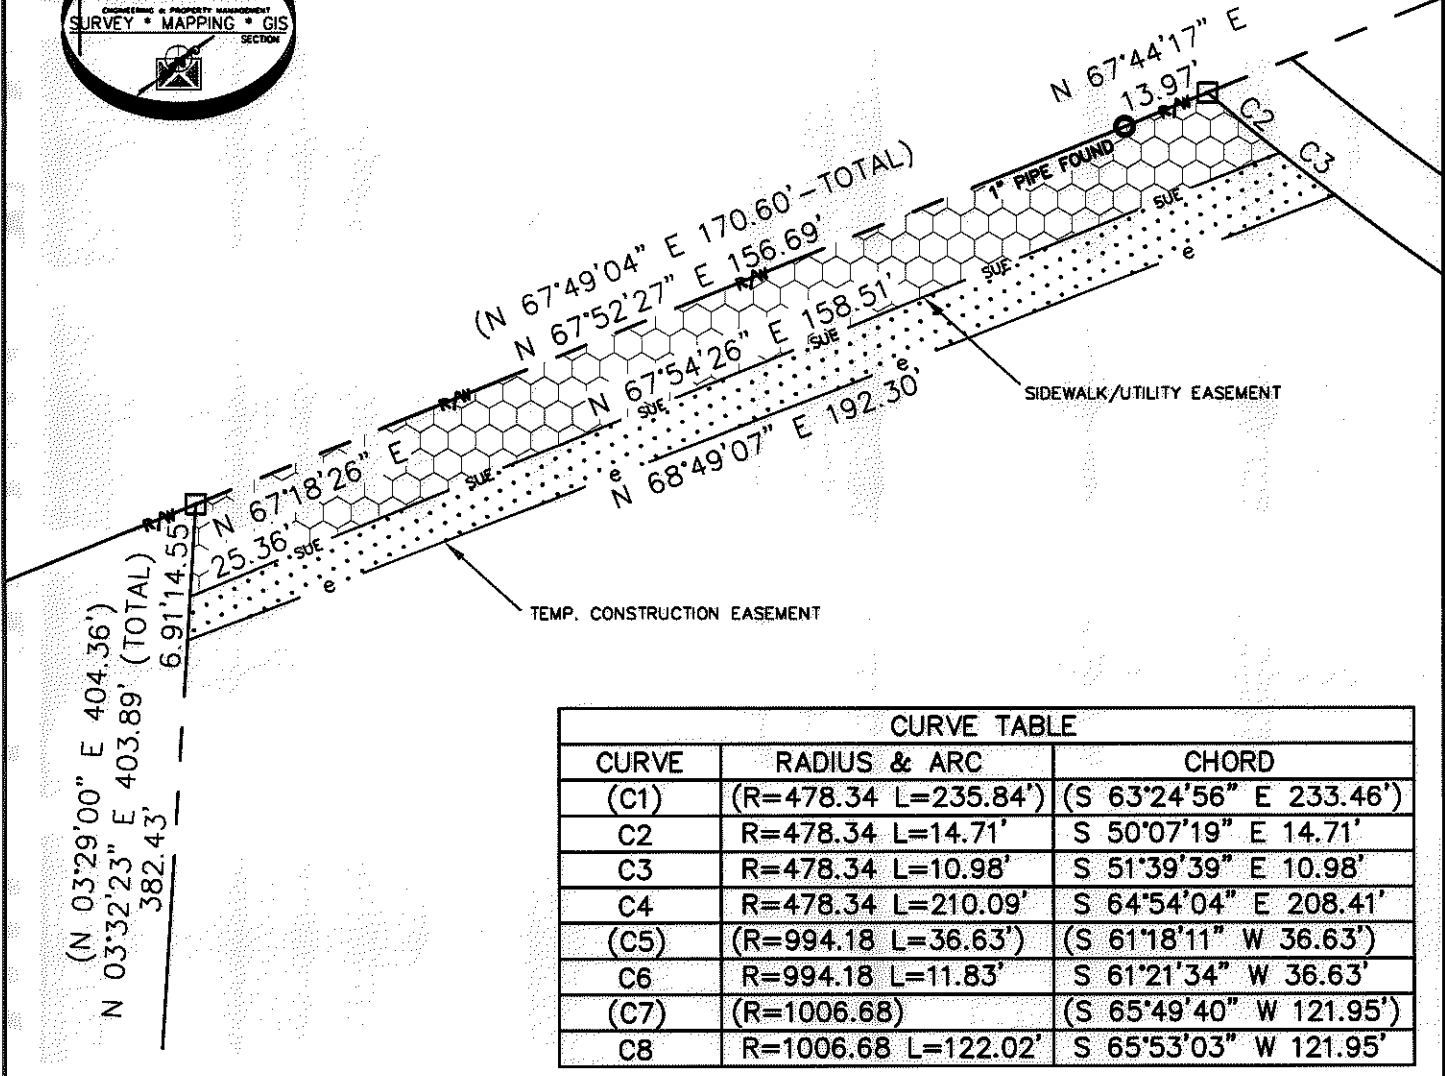 ENGINEERING & PROPERTY MANAGEMENT
SURVEY * MAPPING * GIS
SECTION
N 67°44'17" E
13.97'
R/W
C2
C3
1" PIPE FOUND
SUE
(N 67°49'04" E 170.60'-TOTAL)
N 67°52'27" E 156.69'
R/W
SUE
e
N 67°54'26" E 158.51'
SUE
e
R/W
SUE
N 68°49'07" E 192.30'
SIDEWALK/UTILITY EASEMENT
N 67°18'26" E
25.36'
SUE
e
R/W
SUE
e
TEMP. CONSTRUCTION EASEMENT
(N 03°29'00" E 404.36')
N 03°32'23" E 403.89' (TOTAL)
382.43'
6.91'14.55'
CURVE TABLE
CURVE RADIUS & ARC CHORD
(C1) (R=478.34 L=235.84') (S 63°24'56" E 233.46')
C2 R=478.34 L=14.71' S 50°07'19" E 14.71'
C3 R=478.34 L=10.98' S 51°39'39" E 10.98'
C4 R=478.34 L=210.09' S 64°54'04" E 208.41'
(C5) (R=994.18 L=36.63') (S 61°18'11" W 36.63')
C6 R=994.18 L=11.83' S 61°21'34" W 36.63'
(C7) (R=1006.68) (S 65°49'40" W 121.95')
C8 R=1006.68 L=122.02' S 65°53'03" W 121.95'